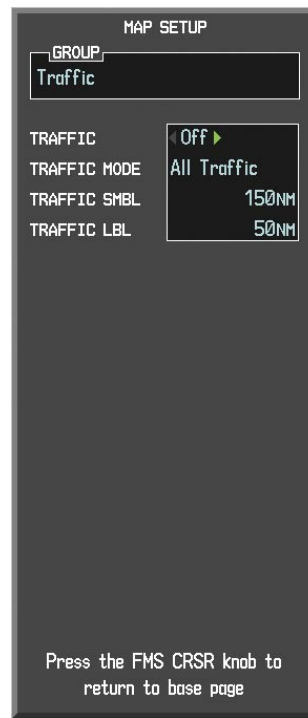 MAP SETUP
GROUP
Traffic
TRAFFIC Off
TRAFFIC MODE All Traffic
TRAFFIC SMBL 150NM
TRAFFIC LBL 50NM
Press the FMS CRSR knob to
return to base page